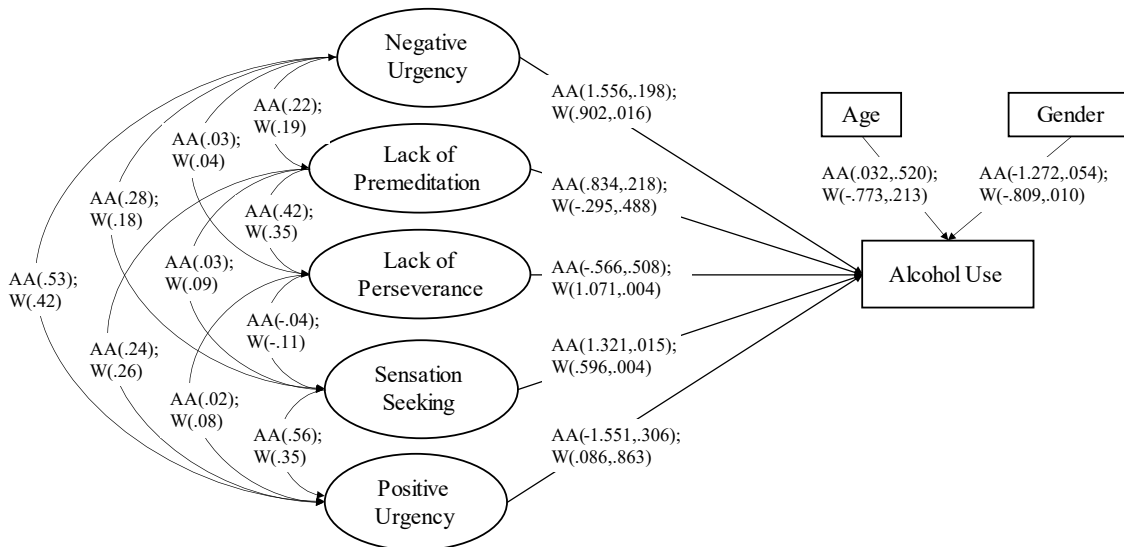 Negative
Urgency
AA(1.556,.198);
W(.902,.016)
Age
Gender
AA(.22);
W(.19)
AA(.03);
W(.04)
Lack of
Premeditation
AA(.032,.520);
W(-.773,.213)
AA(-1.272,.054);
W(-.809,.010)
AA(.28);
W(.18)
AA(.834,.218);
W(-.295,.488)
AA(.42);
W(.35)
AA(.53);
W(.42)
AA(.03);
W(.09)
Lack of
Perseverance
AA(-.566,.508);
W(1.071,.004)
Alcohol Use
AA(-.04);
W(-.11)
AA(.24);
W(.26)
AA(1.321,.015);
W(.596,.004)
Sensation
Seeking
AA(.02);
W(.08)
AA(.56);
W(.35)
AA(-1.551,.306);
W(.086,.863)
Positive
Urgency